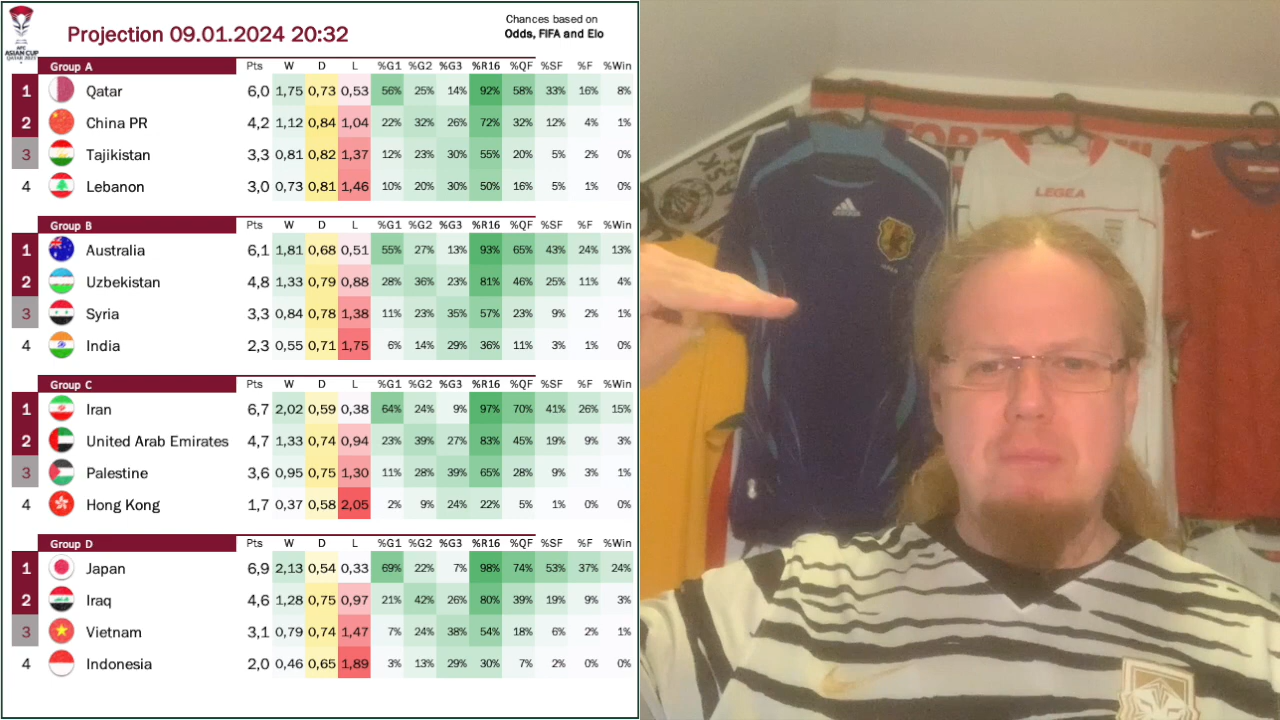 Projection 09.01.2024 20:32
Chances based on
Odds, FIFA and Elo
AFC
ASIAN CUP
QATAR 2023
Group A Pts W D L %G1 %G2 %G3 %R16 %QF %SF %F %Win
1 Qatar 6,0 1,75 0,73 0,53 56% 25% 14% 92% 58% 33% 16% 8%
2 China PR 4,2 1,12 0,84 1,04 22% 32% 26% 72% 32% 12% 4% 1%
3 Tajikistan 3,3 0,81 0,82 1,37 12% 23% 30% 55% 20% 5% 2% 0%
4 Lebanon 3,0 0,73 0,81 1,46 10% 20% 30% 50% 16% 5% 1% 0%
Group B Pts W D L %G1 %G2 %G3 %R16 %QF %SF %F %Win
1 Australia 6,1 1,81 0,68 0,51 55% 27% 13% 93% 65% 43% 24% 13%
2 Uzbekistan 4,8 1,33 0,79 0,88 28% 36% 23% 81% 46% 25% 11% 4%
3 Syria 3,3 0,84 0,78 1,38 11% 23% 35% 57% 23% 9% 2% 1%
4 India 2,3 0,55 0,71 1,75 6% 14% 29% 36% 11% 3% 1% 0%
Group C Pts W D L %G1 %G2 %G3 %R16 %QF %SF %F %Win
1 Iran 6,7 2,02 0,59 0,38 64% 24% 9% 97% 70% 41% 26% 15%
2 United Arab Emirates 4,7 1,33 0,74 0,94 23% 39% 27% 83% 45% 19% 9% 3%
3 Palestine 3,6 0,95 0,75 1,30 11% 28% 39% 65% 28% 9% 3% 1%
4 Hong Kong 1,7 0,37 0,58 2,05 2% 9% 24% 22% 5% 1% 0% 0%
Group D Pts W D L %G1 %G2 %G3 %R16 %QF %SF %F %Win
1 Japan 6,9 2,13 0,54 0,33 69% 22% 7% 98% 74% 53% 37% 24%
2 Iraq 4,6 1,28 0,75 0,97 21% 42% 26% 80% 39% 19% 9% 3%
3 Vietnam 3,1 0,79 0,74 1,47 7% 24% 38% 54% 18% 6% 2% 1%
4 Indonesia 2,0 0,46 0,65 1,89 3% 13% 29% 30% 7% 2% 0% 0%
adidas
LEGEA